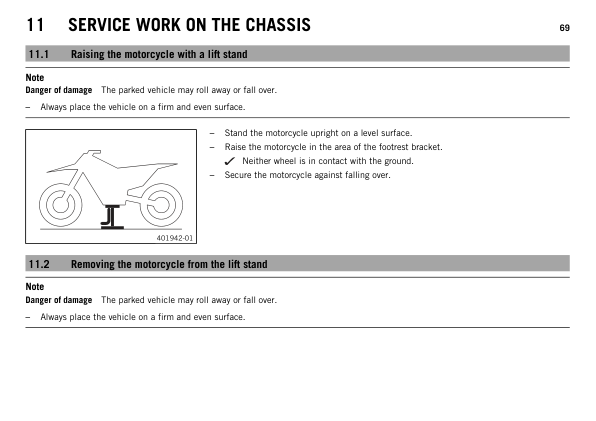 11 SERVICE WORK ON THE CHASSIS 69
11.1 Raising the motorcycle with a lift stand
Note
Danger of damage The parked vehicle may roll away or fall over.
– Always place the vehicle on a firm and even surface.
– Stand the motorcycle upright on a level surface.
– Raise the motorcycle in the area of the footrest bracket.
✓ Neither wheel is in contact with the ground.
– Secure the motorcycle against falling over.
401942-01
11.2 Removing the motorcycle from the lift stand
Note
Danger of damage The parked vehicle may roll away or fall over.
– Always place the vehicle on a firm and even surface.